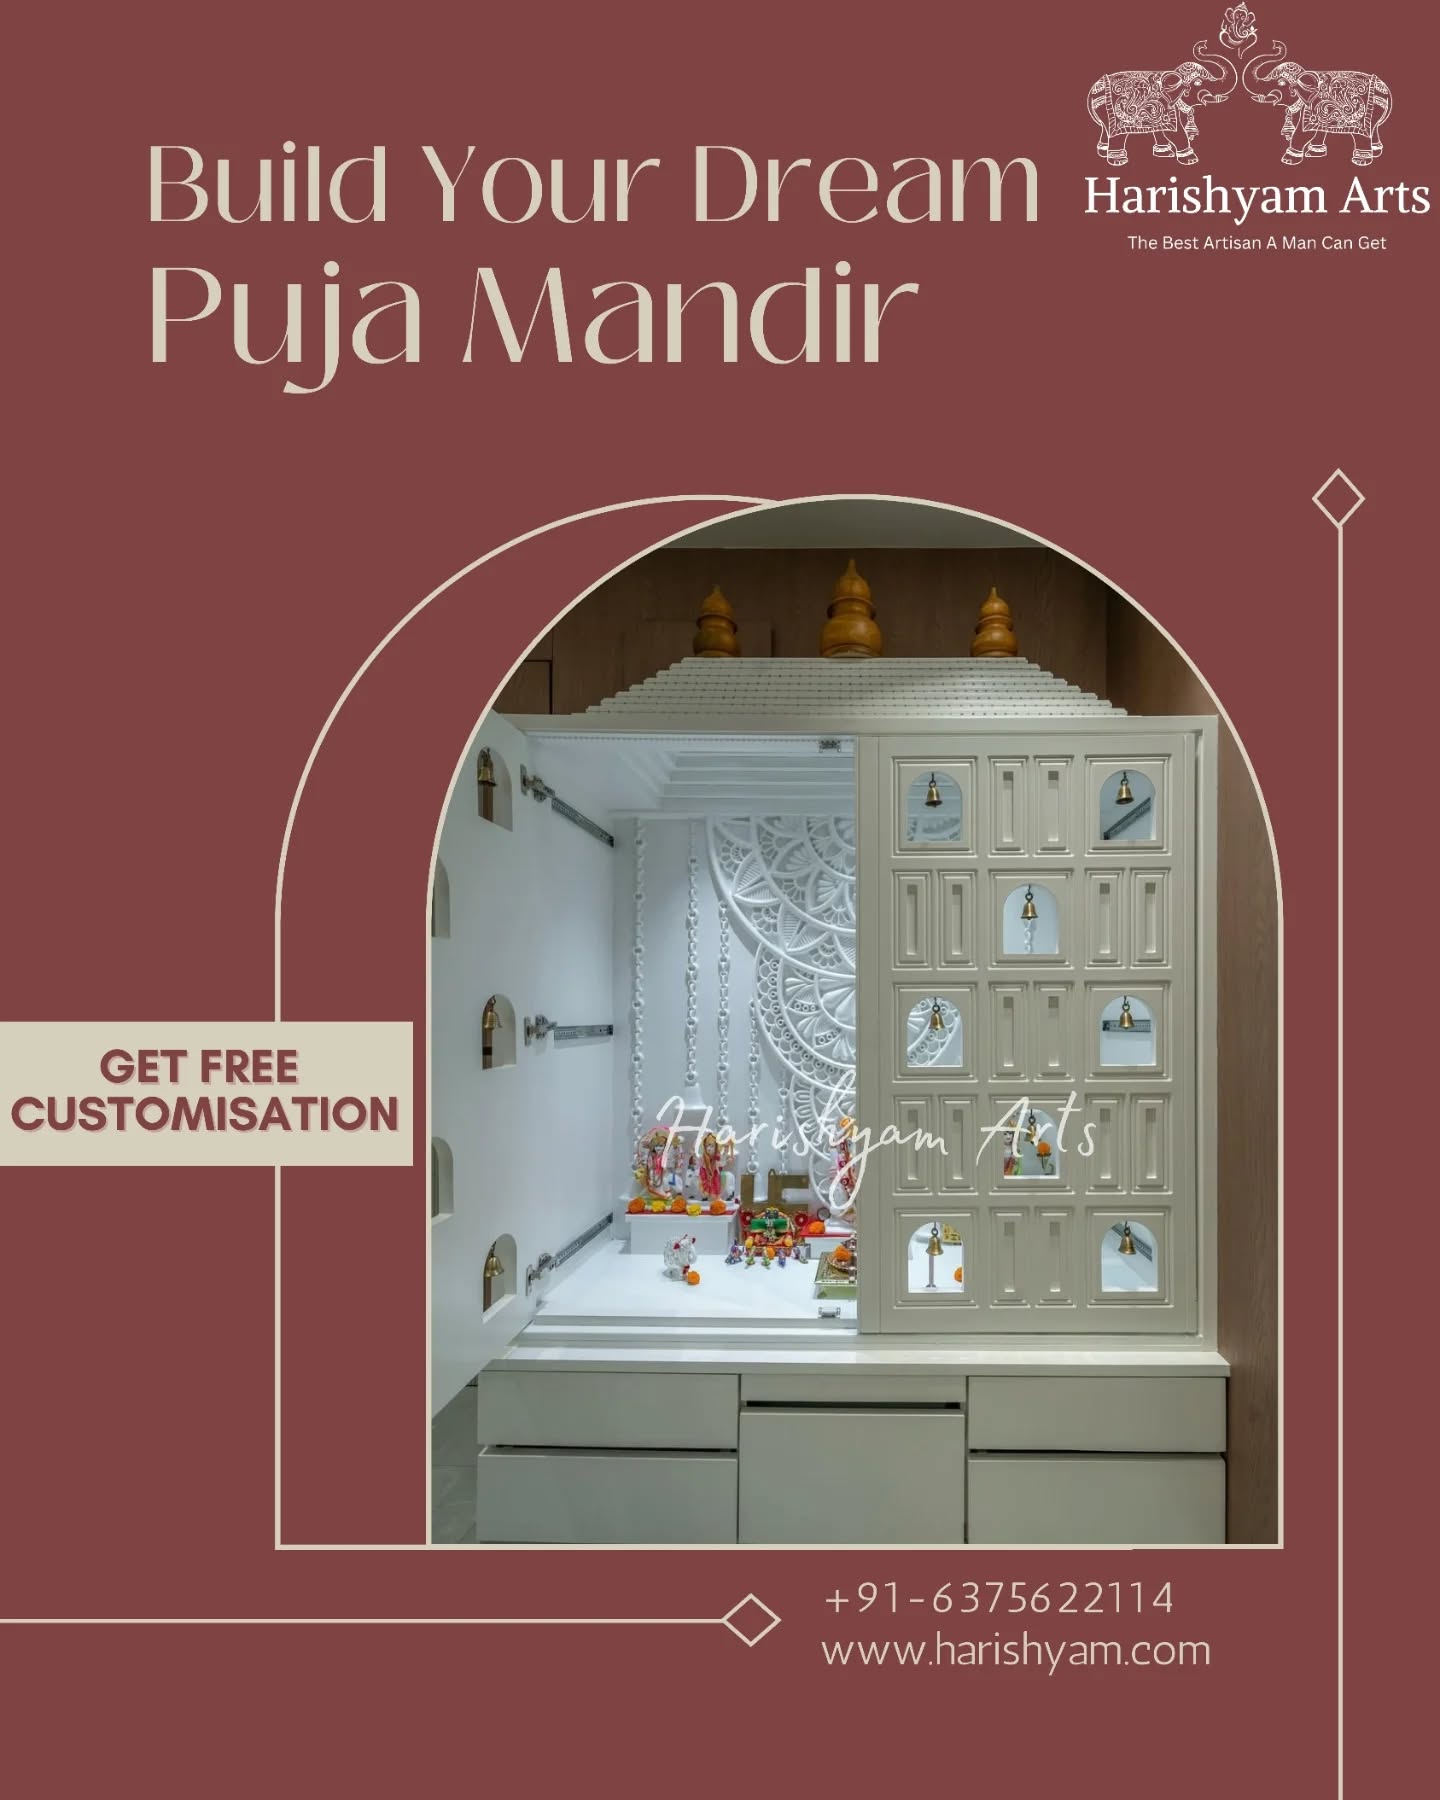 Build Your Dream
Puja Mandir
Harishyam Arts
The Best Artisan A Man Can Get
GET FREE
CUSTOMISATION
Harishyam Arts
+91-6375622114
www.harishyam.com